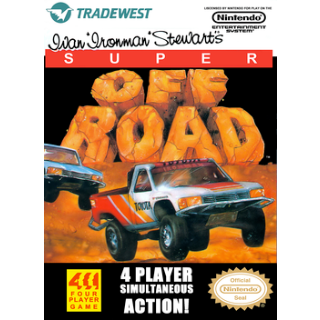 TRADEWEST
LICENSED BY NINTENDO FOR PLAY ON THE
Nintendo
ENTERTAINMENT
SYSTEM
Ivan "Ironman" Stewart's
SUPER
OFF
ROAD
TOYOTA
4 PLAYER
SIMULTANEOUS
ACTION!
FOUR
PLAYER
GAME
Official
Nintendo
Seal